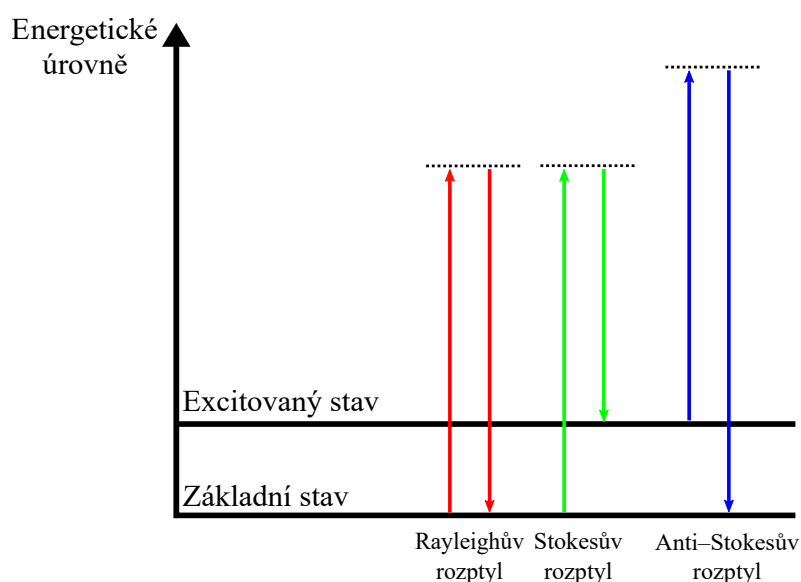 Energetické
úrovně
Excitovaný stav
Základní stav
Rayleighův
rozptyl
Stokesův
rozptyl
Anti–Stokesův
rozptyl